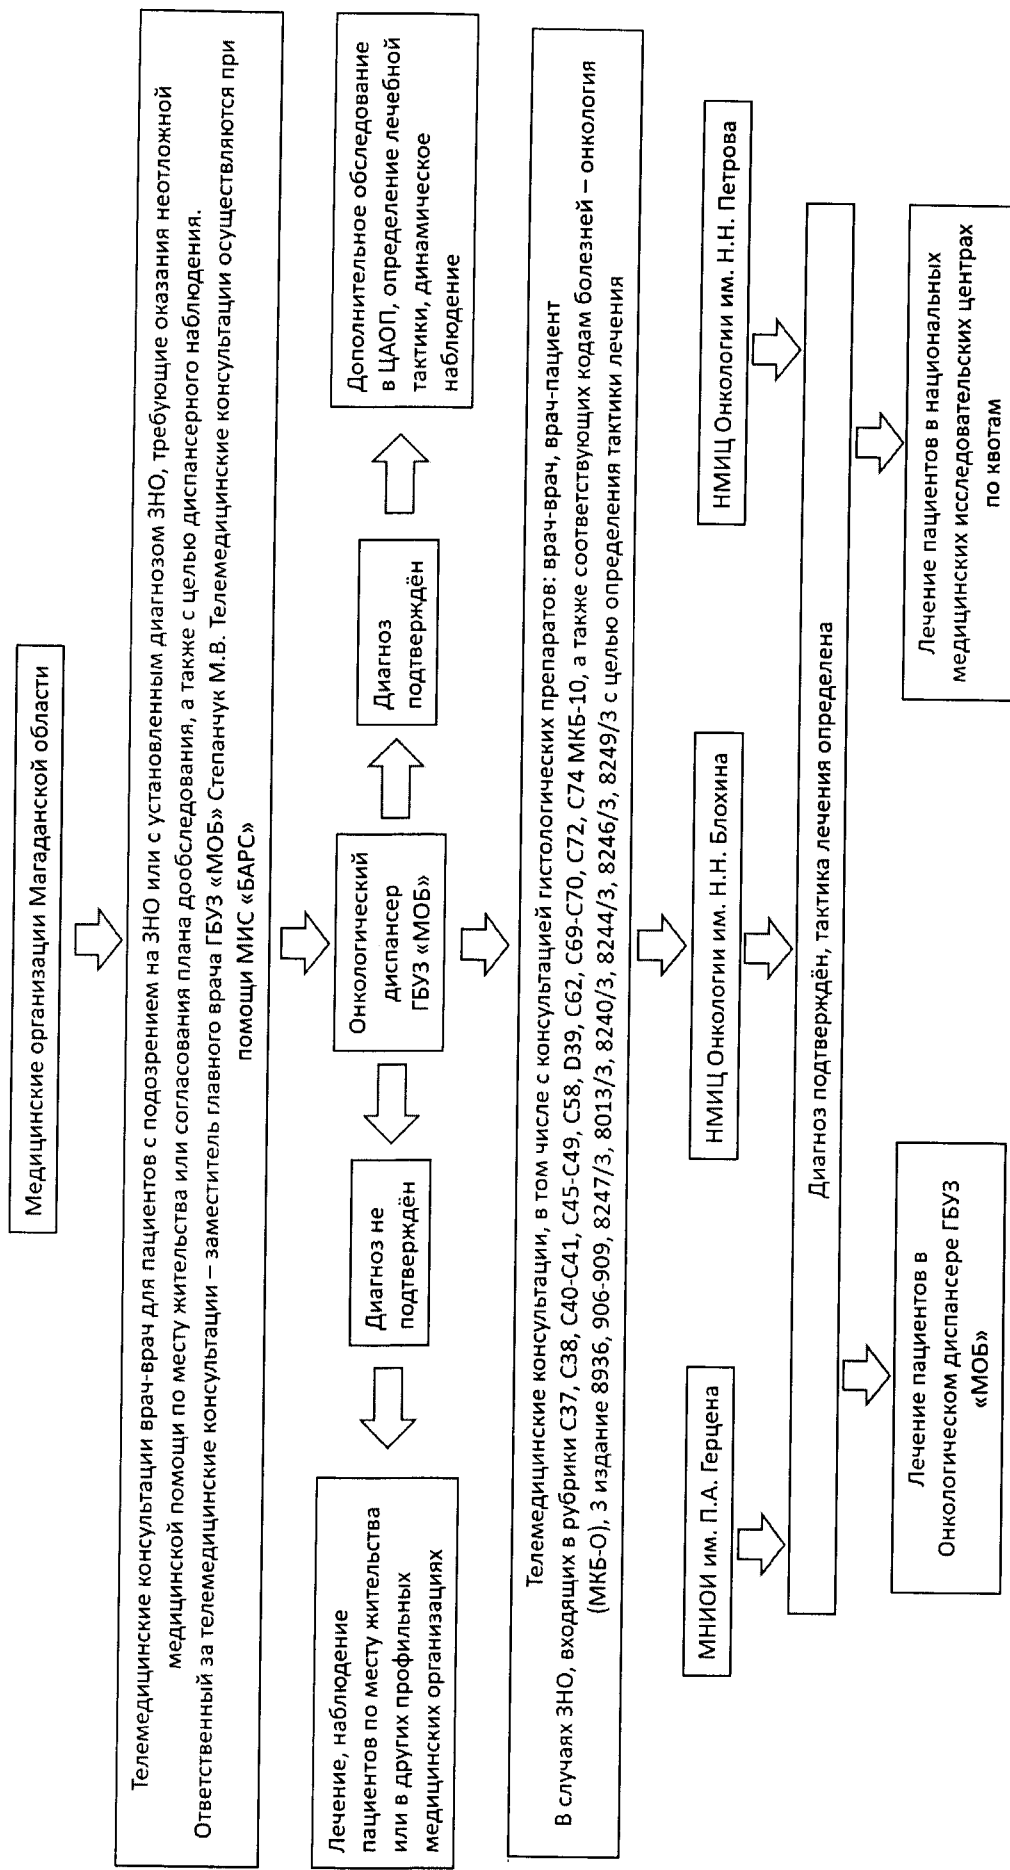 Медицинские организации Магаданской области
Телемедицинские консультации врач-врач для пациентов с подозрением на ЗНО или с установленным диагнозом ЗНО, требующие оказания неотложной
медицинской помощи по месту жительства или согласования плана дообследования, а также с целью диспансерного наблюдения.
Ответственный за телемедицинские консультации – заместитель главного врача ГБУЗ «МОБ» Степанчук М.В. Телемедицинские консультации осуществляются при
помощи МИС «БАРС»
Лечение, наблюдение
пациентов по месту жительства
или в других профильных
медицинских организациях
Диагноз не
подтверждён
Онкологический
диспансер
ГБУЗ «МОБ»
Диагноз
подтверждён
Дополнительное обследование
в ЦАОП, определение лечебной
тактики, динамическое
наблюдение
Телемедицинские консультации, в том числе с консультацией гистологических препаратов: врач-врач, врач-пациент
В случаях ЗНО, входящих в рубрики С37, С38, С40-С41, С45-С49, С58, D39, С62, С69-С70, С72, С74 МКБ-10, а также соответствующих кодам болезней – онкология
(МКБ-О), 3 издание 8936, 906-909, 8247/3, 8013/3, 8240/3, 8244/3, 8246/3, 8249/3 с целью определения тактики лечения
МНИОИ им. П.А. Герцена
НМИЦ Онкологии им. Н.Н. Блохина
НМИЦ Онкологии им. Н.Н. Петрова
Диагноз подтверждён, тактика лечения определена
Лечение пациентов в
Онкологическом диспансере ГБУЗ
«МОБ»
Лечение пациентов в национальных
медицинских исследовательских центрах
по квотам